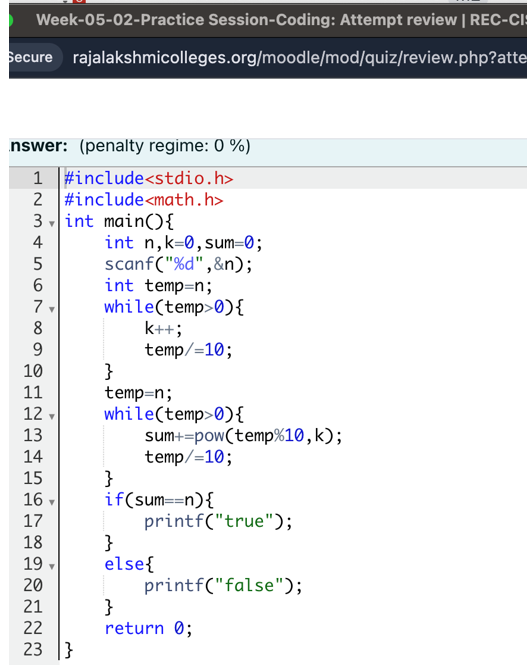 Week-05-02-Practice Session-Coding: Attempt review | REC-CIS
ecure rajalakshmicolleges.org/moodle/mod/quiz/review.php?atte
nswer: (penalty regime: 0 %)
1 #include<stdio.h>
2 #include<math.h>
3 int main(){
4 int n,k=0,sum=0;
5 scanf("%d",&n);
6 int temp=n;
7 while(temp>0){
8 k++;
9 temp/=10;
10 }
11 temp=n;
12 while(temp>0){
13 sum+=pow(temp%10,k);
14 temp/=10;
15 }
16 if(sum==n){
17 printf("true");
18 }
19 else{
20 printf("false");
21 }
22 return 0;
23 }